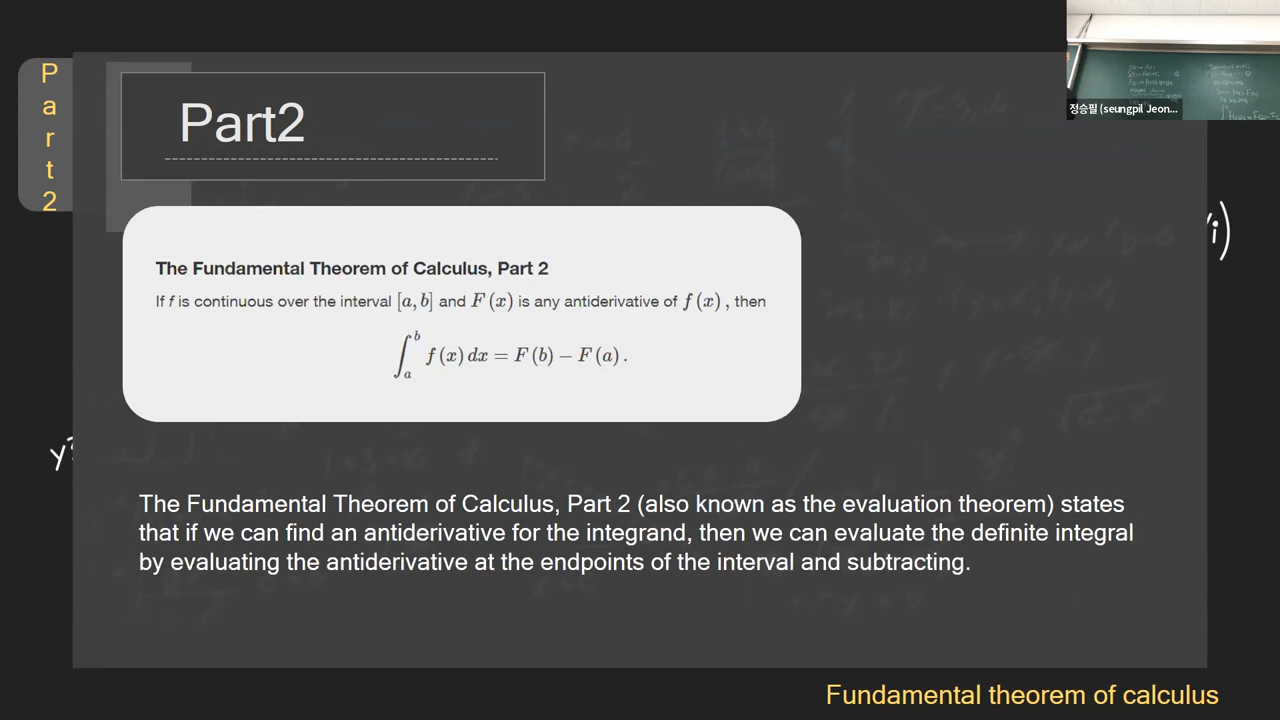 P
a
r
t
2
Part2
정승필 (seungpil Jeon...
The Fundamental Theorem of Calculus, Part 2
If f is continuous over the interval [a, b] and F (x) is any antiderivative of f (x) , then
∫_a^b f (x) dx = F (b) − F (a) .
The Fundamental Theorem of Calculus, Part 2 (also known as the evaluation theorem) states
that if we can find an antiderivative for the integrand, then we can evaluate the definite integral
by evaluating the antiderivative at the endpoints of the interval and subtracting.
Fundamental theorem of calculus